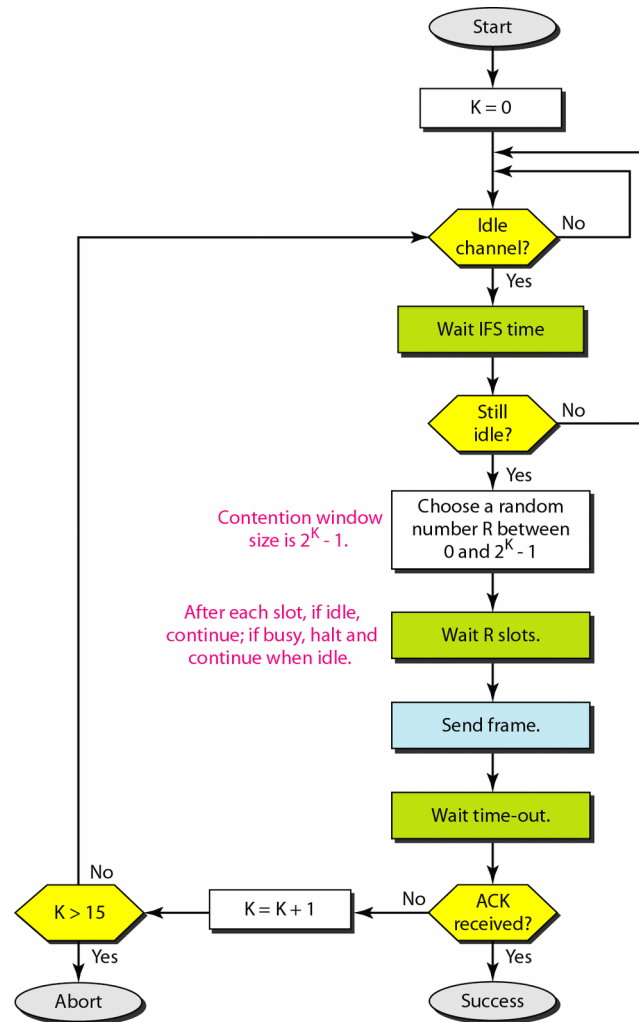 Start
K = 0
Idle
channel?
No
Yes
Wait IFS time
Still
idle?
No
Yes
Contention window
size is 2^K - 1.
Choose a random
number R between
0 and 2^K - 1
After each slot, if idle,
continue; if busy, halt and
continue when idle.
Wait R slots.
Send frame.
Wait time-out.
ACK
received?
No
K = K + 1
K > 15
No
Yes
Abort
Yes
Success